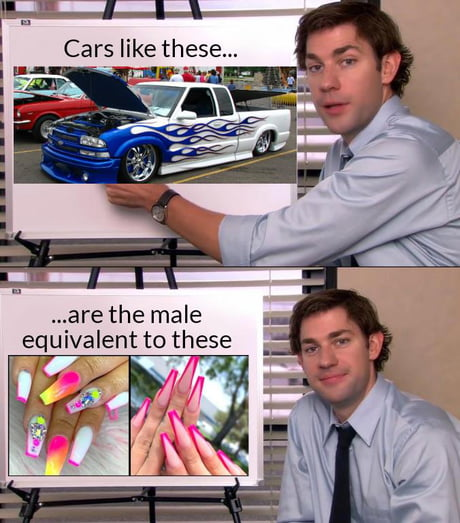 Cars like these...
...are the male
equivalent to these